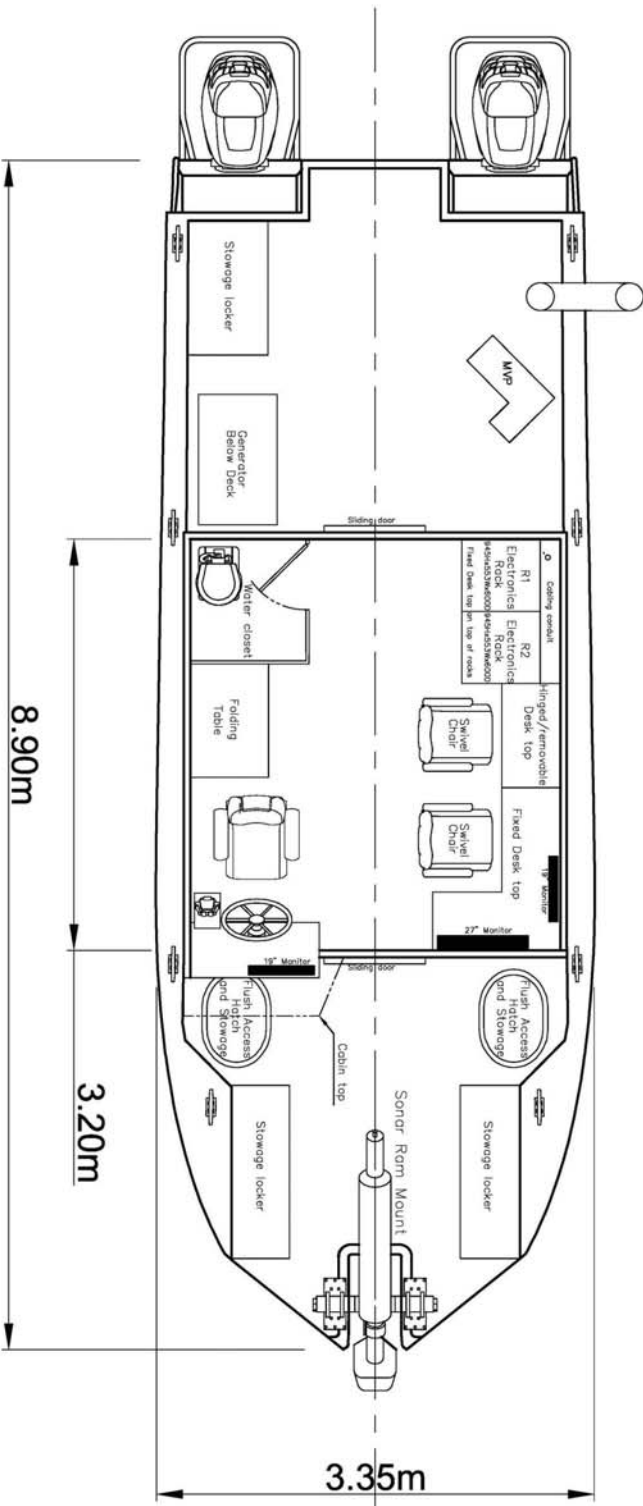 Stowage locker
Generator
Below Deck
MVP
Sliding door
Cabling conduit
R1
Electronics
Rack
945Hx553Wx600D
R2
Electronics
Rack
945Hx553Wx600D
Fixed Desk top on top of racks
Water closet
Hinged/removable
Desk top
Folding
Table
Swivel
Chair
Swivel
Chair
Fixed Desk top
19" Monitor
27" Monitor
19" Monitor
Sliding door
Flush Access
Hatch
and Stowage
Flush Access
Hatch
and Stowage
Cabin top
Sonar Ram Mount
Stowage locker
Stowage locker
8.90m
3.20m
3.35m